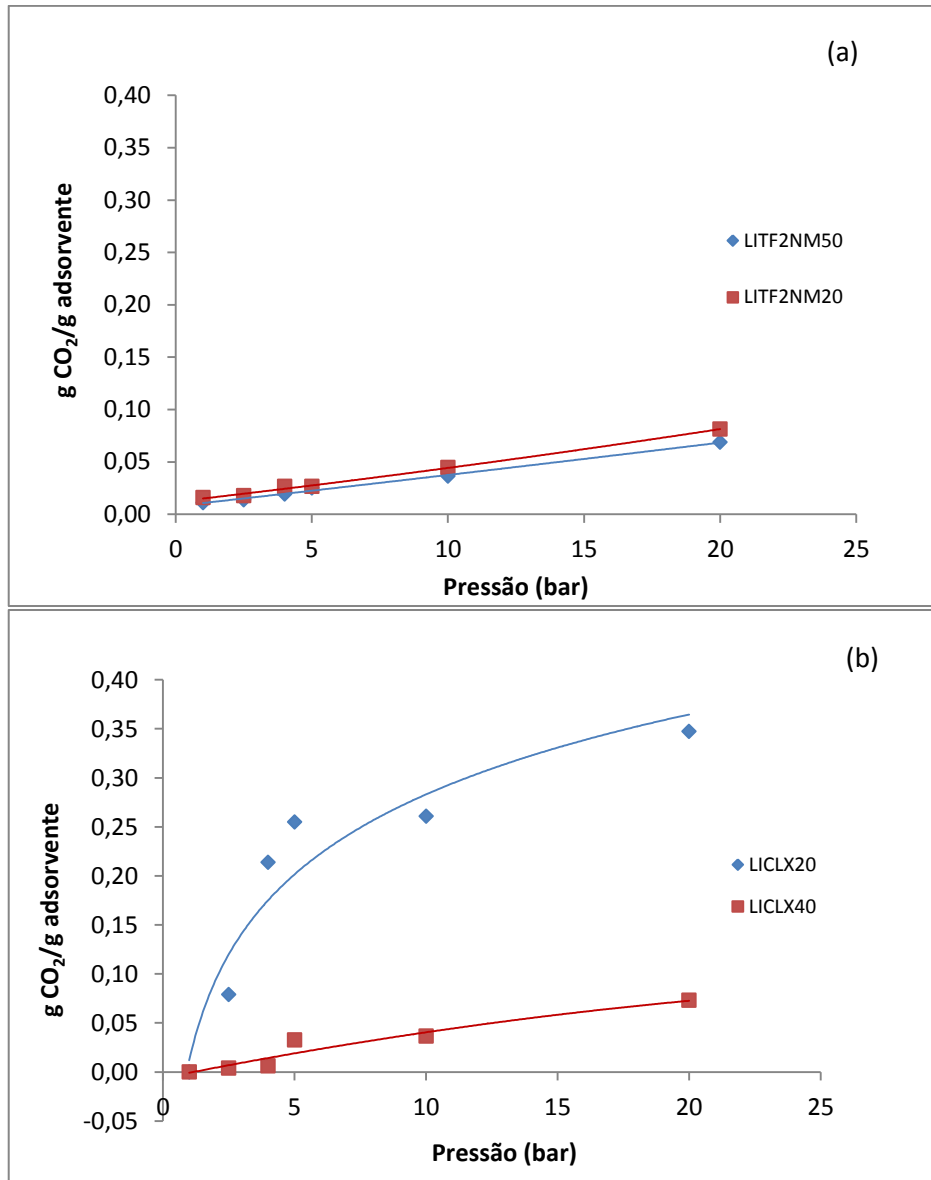 (a)
0,40
0,35
0,30
0,25
0,20
0,15
0,10
0,05
0,00
g CO₂/g adsorvente
LITF2NM50
LITF2NM20
0 5 10 15 20 25
Pressão (bar)
(b)
0,40
0,35
0,30
0,25
0,20
0,15
0,10
0,05
0,00
-0,05
g CO₂/g adsorvente
LICLX20
LICLX40
0 5 10 15 20 25
Pressão (bar)